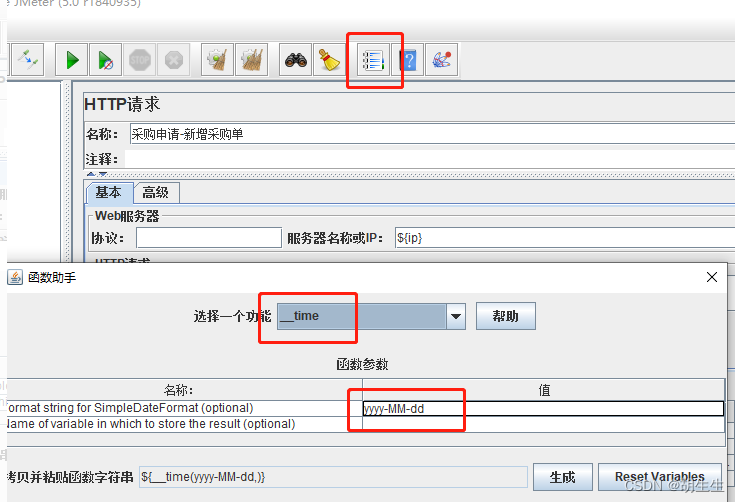 JMeter (5.0 r1840935)
STOP
HTTP请求
名称：
采购申请-新增采购单
注释：
基本
高级
Web服务器
协议：
服务器名称或IP：
${ip}
HTTP请求
函数助手
选择一个功能
__time
帮助
函数参数
名称:
值
ormat string for SimpleDateFormat (optional)
yyyy-MM-dd
Name of variable in which to store the result (optional)
拷贝并粘贴函数字符串
${__time(yyyy-MM-dd,)}
生成
Reset Variables
CSDN @胡生生